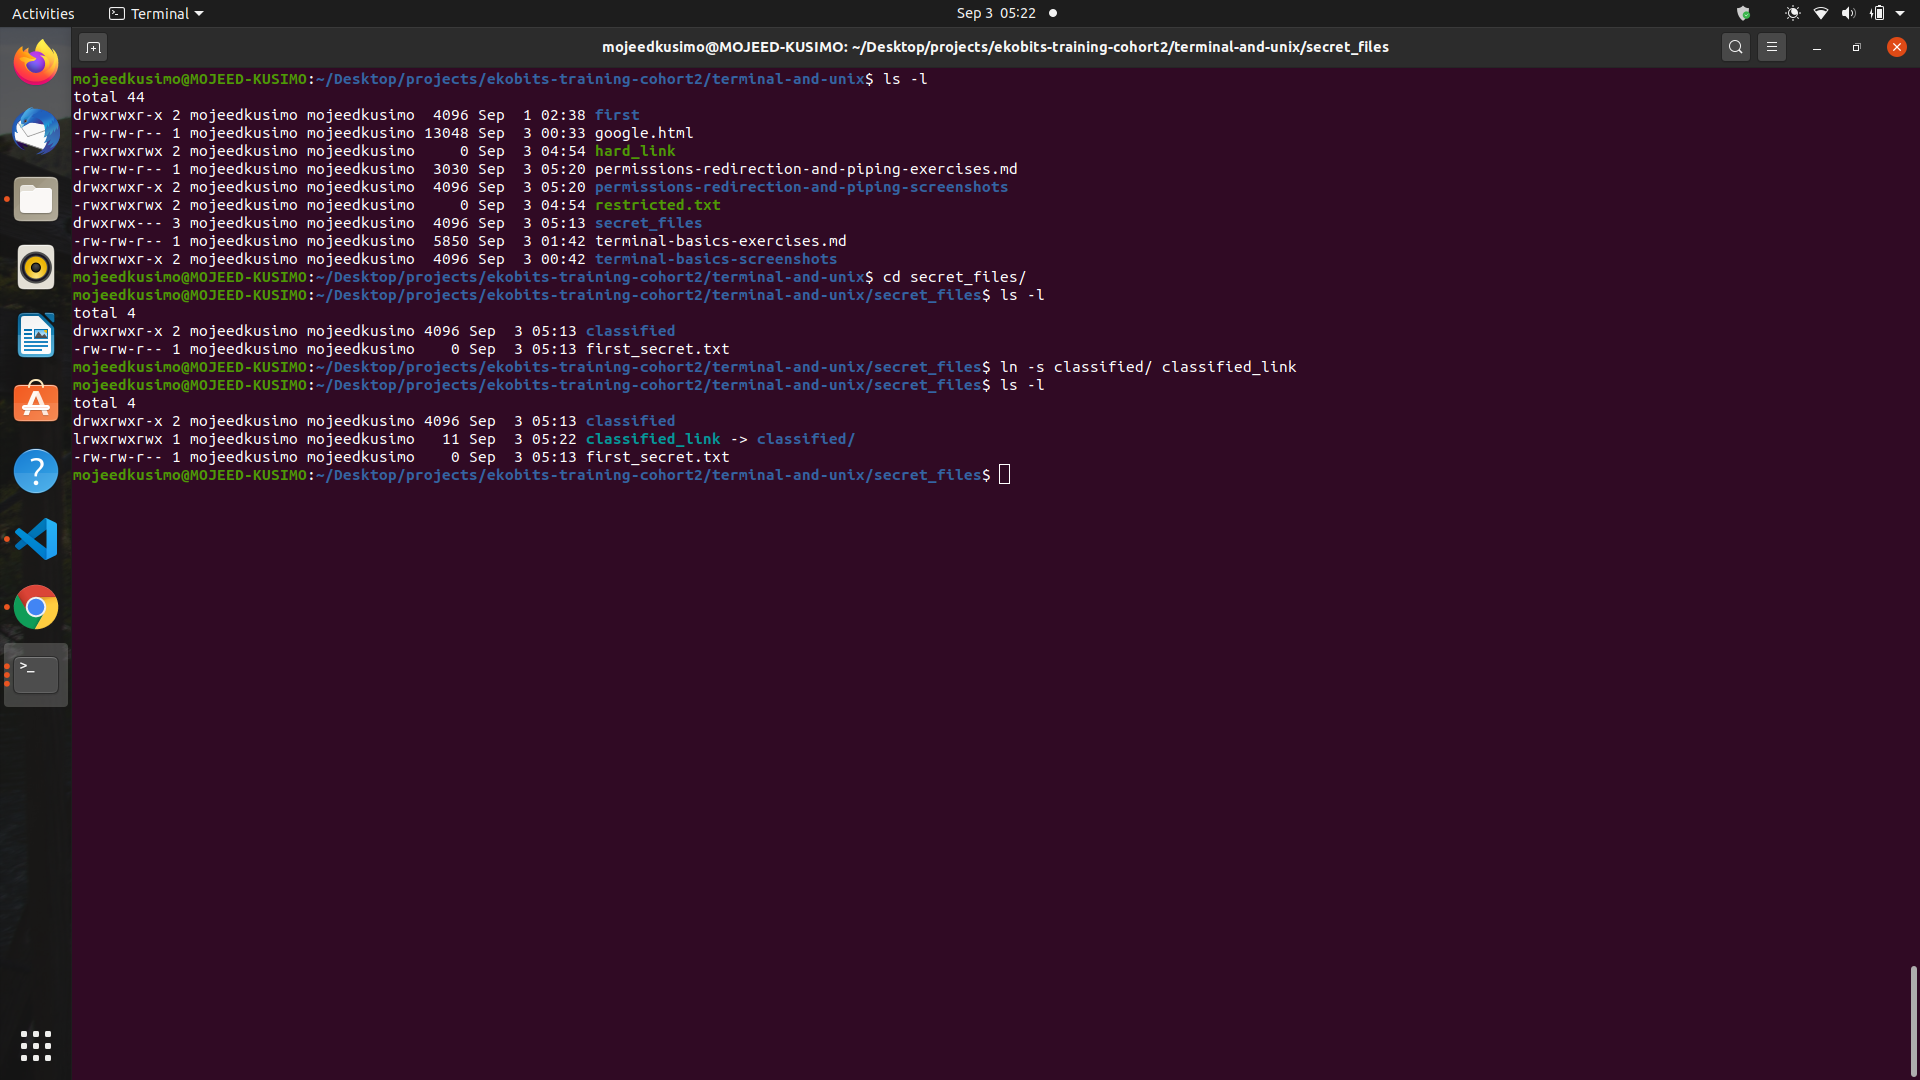 Activities
Terminal
Sep 3 05:22
mojeedkusimo@MOJEED-KUSIMO: ~/Desktop/projects/ekobits-training-cohort2/terminal-and-unix/secret_files
mojeedkusimo@MOJEED-KUSIMO:~/Desktop/projects/ekobits-training-cohort2/terminal-and-unix$ ls -l
total 44
drwxrwxr-x 2 mojeedkusimo mojeedkusimo  4096 Sep  1 02:38 first
-rw-rw-r-- 1 mojeedkusimo mojeedkusimo 13048 Sep  3 00:33 google.html
-rwxrwxrwx 2 mojeedkusimo mojeedkusimo     0 Sep  3 04:54 hard_link
-rw-rw-r-- 1 mojeedkusimo mojeedkusimo  3030 Sep  3 05:20 permissions-redirection-and-piping-exercises.md
drwxrwxr-x 2 mojeedkusimo mojeedkusimo  4096 Sep  3 05:20 permissions-redirection-and-piping-screenshots
-rwxrwxrwx 2 mojeedkusimo mojeedkusimo     0 Sep  3 04:54 restricted.txt
drwxrwx--- 3 mojeedkusimo mojeedkusimo  4096 Sep  3 05:13 secret_files
-rw-rw-r-- 1 mojeedkusimo mojeedkusimo  5850 Sep  3 01:42 terminal-basics-exercises.md
drwxrwxr-x 2 mojeedkusimo mojeedkusimo  4096 Sep  3 00:42 terminal-basics-screenshots
mojeedkusimo@MOJEED-KUSIMO:~/Desktop/projects/ekobits-training-cohort2/terminal-and-unix$ cd secret_files/
mojeedkusimo@MOJEED-KUSIMO:~/Desktop/projects/ekobits-training-cohort2/terminal-and-unix/secret_files$ ls -l
total 4
drwxrwxr-x 2 mojeedkusimo mojeedkusimo 4096 Sep  3 05:13 classified
-rw-rw-r-- 1 mojeedkusimo mojeedkusimo    0 Sep  3 05:13 first_secret.txt
mojeedkusimo@MOJEED-KUSIMO:~/Desktop/projects/ekobits-training-cohort2/terminal-and-unix/secret_files$ ln -s classified/ classified_link
mojeedkusimo@MOJEED-KUSIMO:~/Desktop/projects/ekobits-training-cohort2/terminal-and-unix/secret_files$ ls -l
total 4
drwxrwxr-x 2 mojeedkusimo mojeedkusimo 4096 Sep  3 05:13 classified
lrwxrwxrwx 1 mojeedkusimo mojeedkusimo   11 Sep  3 05:22 classified_link -> classified/
-rw-rw-r-- 1 mojeedkusimo mojeedkusimo    0 Sep  3 05:13 first_secret.txt
mojeedkusimo@MOJEED-KUSIMO:~/Desktop/projects/ekobits-training-cohort2/terminal-and-unix/secret_files$